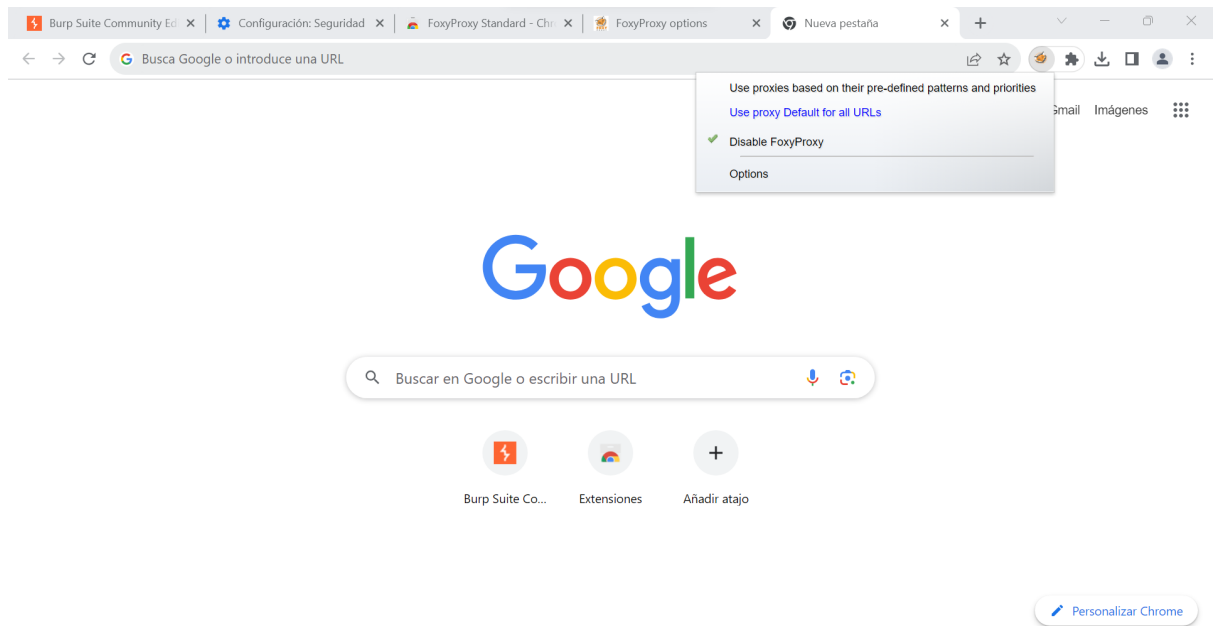 Burp Suite Community Ed
Configuración: Seguridad
FoxyProxy Standard - Chr
FoxyProxy options
Nueva pestaña
Busca Google o introduce una URL
Use proxies based on their pre-defined patterns and priorities
Use proxy Default for all URLs
Disable FoxyProxy
Options
Gmail Imágenes
Google
Buscar en Google o escribir una URL
Burp Suite Co...
Extensiones
Añadir atajo
Personalizar Chrome